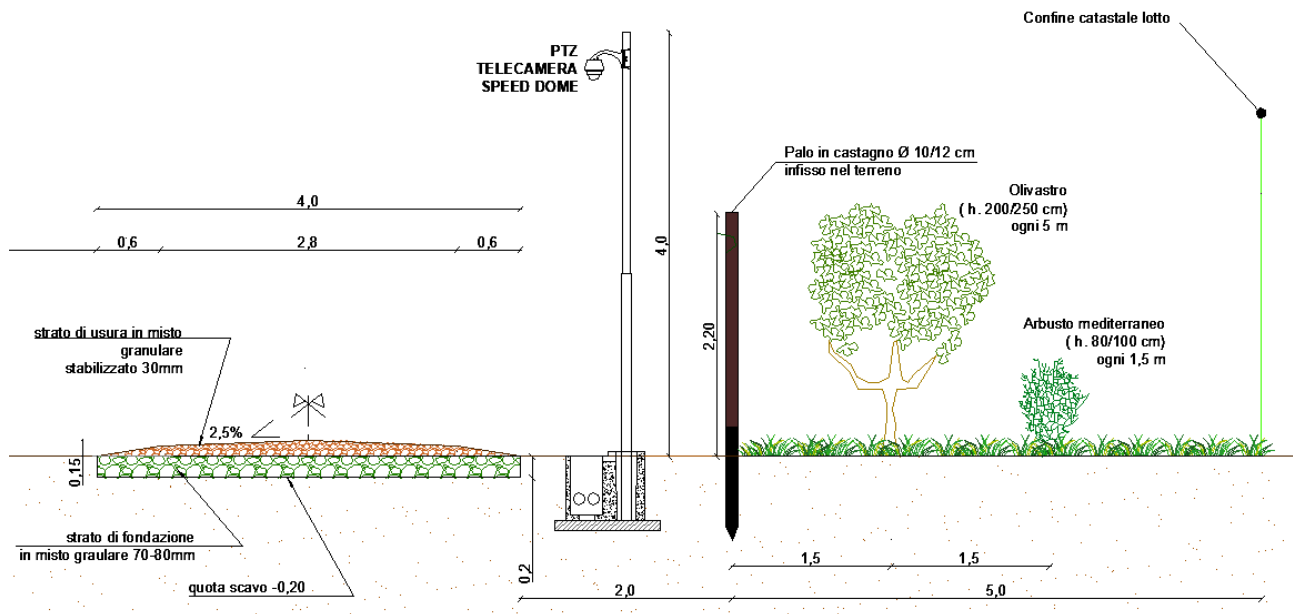 Confine catastale lotto
PTZ
TELECAMERA
SPEED DOME
Palo in castagno Ø 10/12 cm
infisso nel terreno
Olivastro
( h. 200/250 cm)
ogni 5 m
4,0
0,6
2,8
0,6
4,0
2,20
strato di usura in misto
granulare
stabilizzato 30mm
Arbusto mediterraneo
( h. 80/100 cm)
ogni 1,5 m
2,5%
0,15
strato di fondazione
in misto graulare 70-80mm
quota scavo -0,20
0,2
1,5
1,5
2,0
5,0